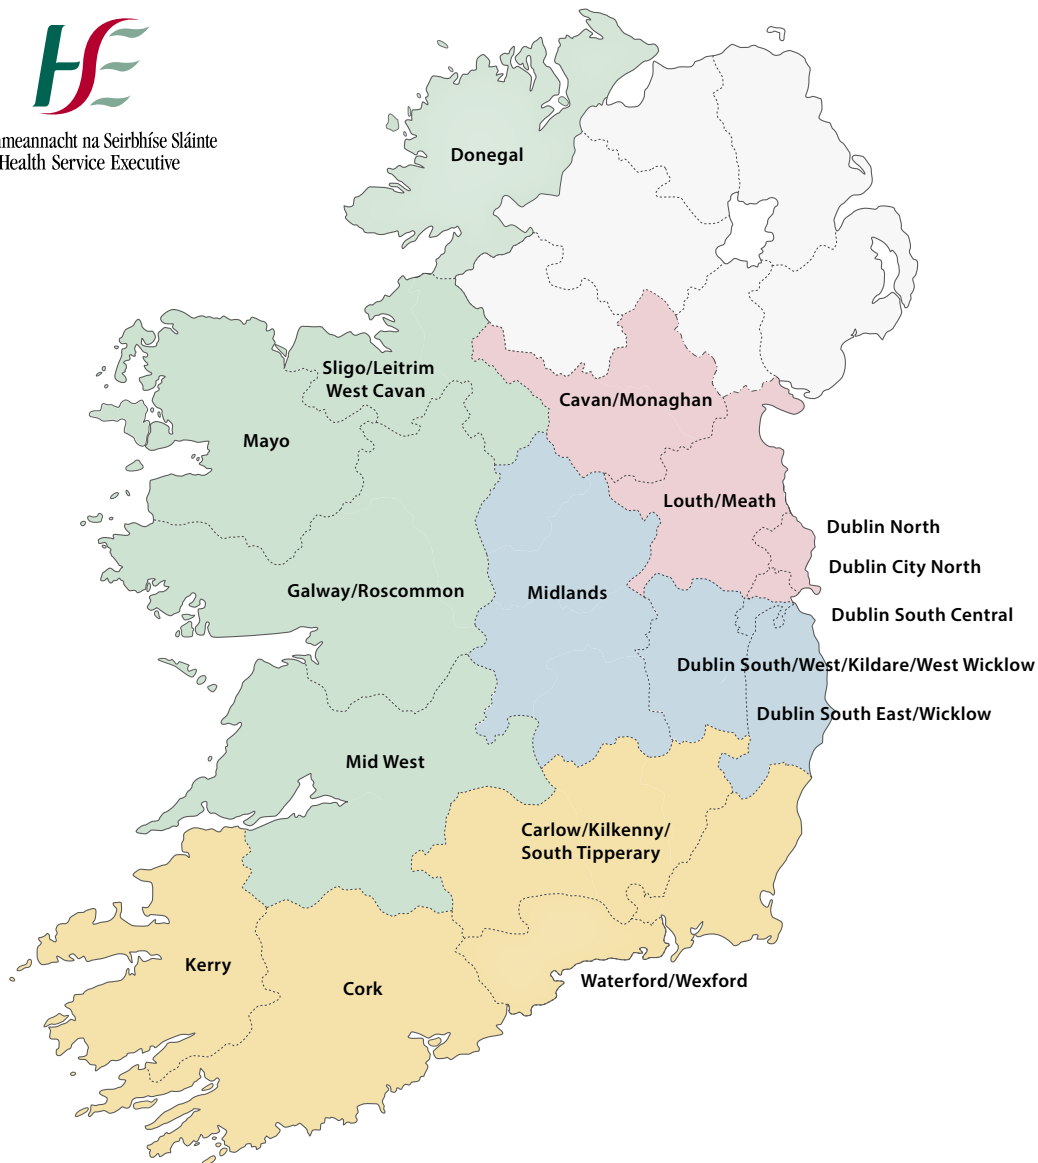 na Seirbhíse Sláinte
Health Service Executive
Donegal
Sligo/Leitrim
West Cavan
Cavan/Monaghan
Mayo
Louth/Meath
Dublin North
Dublin City North
Galway/Roscommon
Midlands
Dublin South Central
Dublin South/West/Kildare/West Wicklow
Dublin South East/Wicklow
Mid West
Carlow/Kilkenny/
South Tipperary
Kerry
Cork
Waterford/Wexford